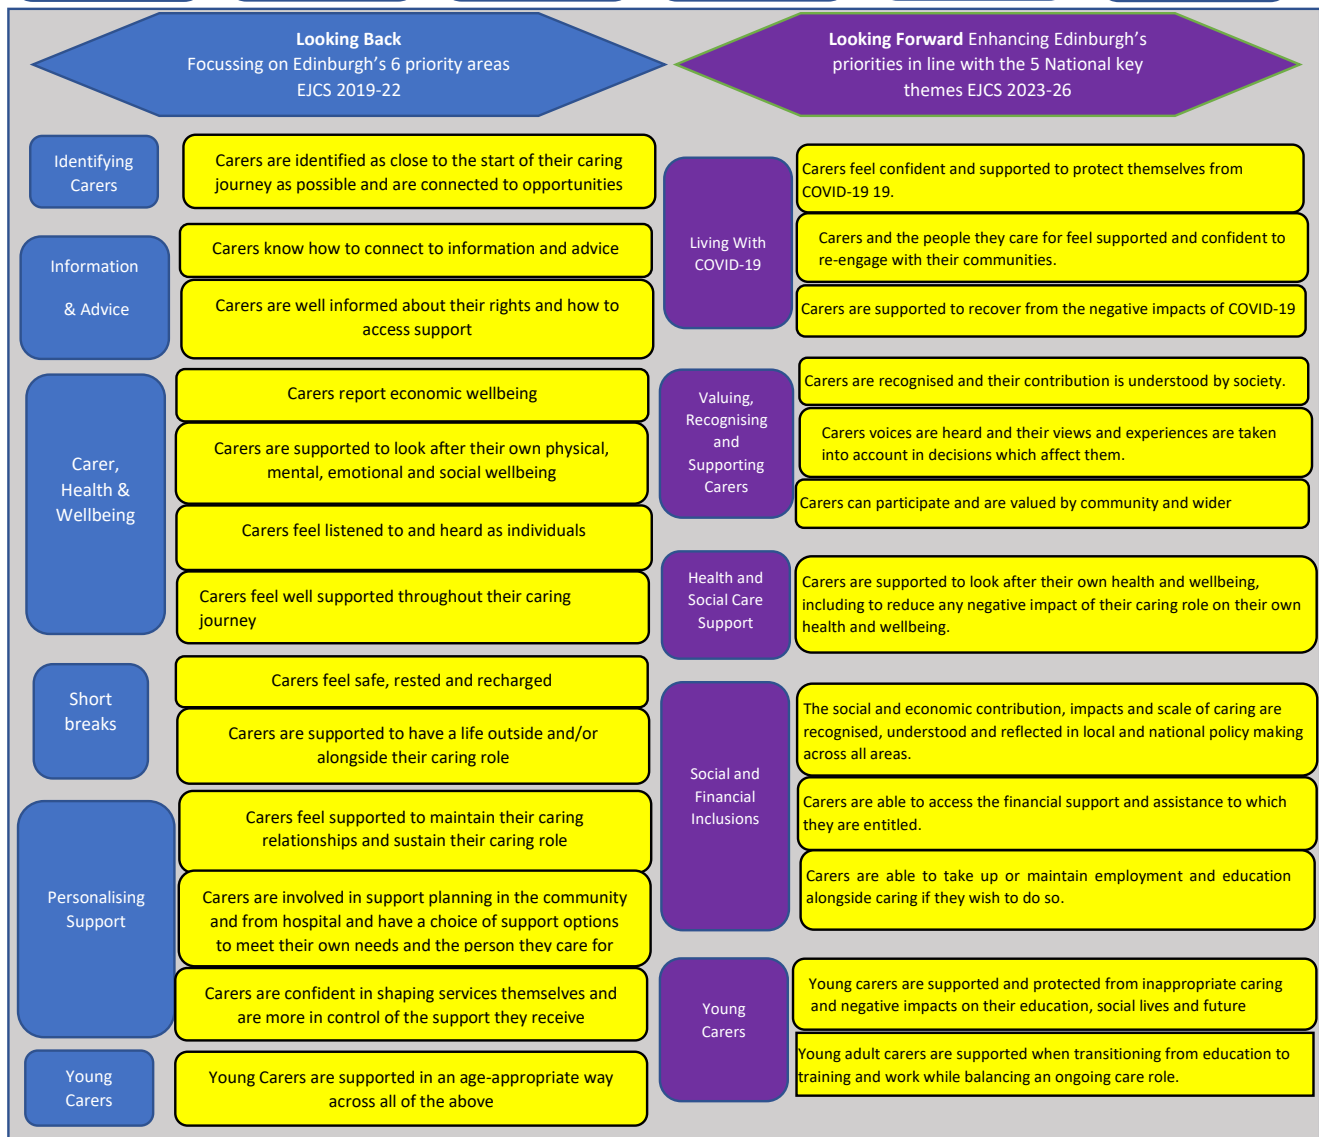 Looking Back
Focussing on Edinburgh's 6 priority areas
EJCS 2019-22
Identifying
Carers
Carers are identified as close to the start of their caring
journey as possible and are connected to opportunities
Information
& Advice
Carers know how to connect to information and advice
Carers are well informed about their rights and how to
access support
Carer,
Health &
Wellbeing
Carers report economic wellbeing
Carers are supported to look after their own physical,
mental, emotional and social wellbeing
Carers feel listened to and heard as individuals
Carers feel well supported throughout their caring
journey
Short
breaks
Carers feel safe, rested and recharged
Carers are supported to have a life outside and/or
alongside their caring role
Personalising
Support
Carers feel supported to maintain their caring
relationships and sustain their caring role
Carers are involved in support planning in the community
and from hospital and have a choice of support options
to meet their own needs and the person they care for
Carers are confident in shaping services themselves and
are more in control of the support they receive
Young
Carers
Young Carers are supported in an age-appropriate way
across all of the above
Looking Forward Enhancing Edinburgh's
priorities in line with the 5 National key
themes EJCS 2023-26
Living With
COVID-19
Carers feel confident and supported to protect themselves from
COVID-19 19.
Carers and the people they care for feel supported and confident to
re-engage with their communities.
Carers are supported to recover from the negative impacts of COVID-19
Valuing,
Recognising
and
Supporting
Carers
Carers are recognised and their contribution is understood by society.
Carers voices are heard and their views and experiences are taken
into account in decisions which affect them.
Carers can participate and are valued by community and wider
Health and
Social Care
Support
Carers are supported to look after their own health and wellbeing,
including to reduce any negative impact of their caring role on their own
health and wellbeing.
Social and
Financial
Inclusions
The social and economic contribution, impacts and scale of caring are
recognised, understood and reflected in local and national policy making
across all areas.
Carers are able to access the financial support and assistance to which
they are entitled.
Carers are able to take up or maintain employment and education
alongside caring if they wish to do so.
Young
Carers
Young carers are supported and protected from inappropriate caring
and negative impacts on their education, social lives and future
Young adult carers are supported when transitioning from education to
training and work while balancing an ongoing care role.